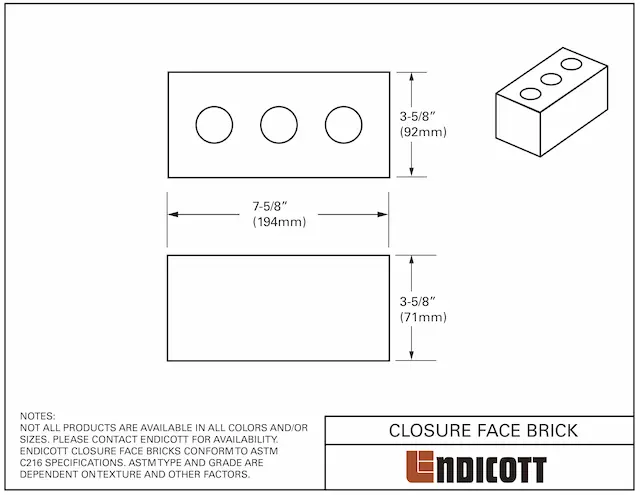 3-5/8”
(92mm)
7-5/8”
(194mm)
3-5/8”
(71mm)
NOTES:
NOT ALL PRODUCTS ARE AVAILABLE IN ALL COLORS AND/OR
SIZES. PLEASE CONTACT ENDICOTT FOR AVAILABILITY.
ENDICOTT CLOSURE FACE BRICKS CONFORM TO ASTM
C216 SPECIFICATIONS. ASTM TYPE AND GRADE ARE
DEPENDENT ON TEXTURE AND OTHER FACTORS.
CLOSURE FACE BRICK
ENDICOTT